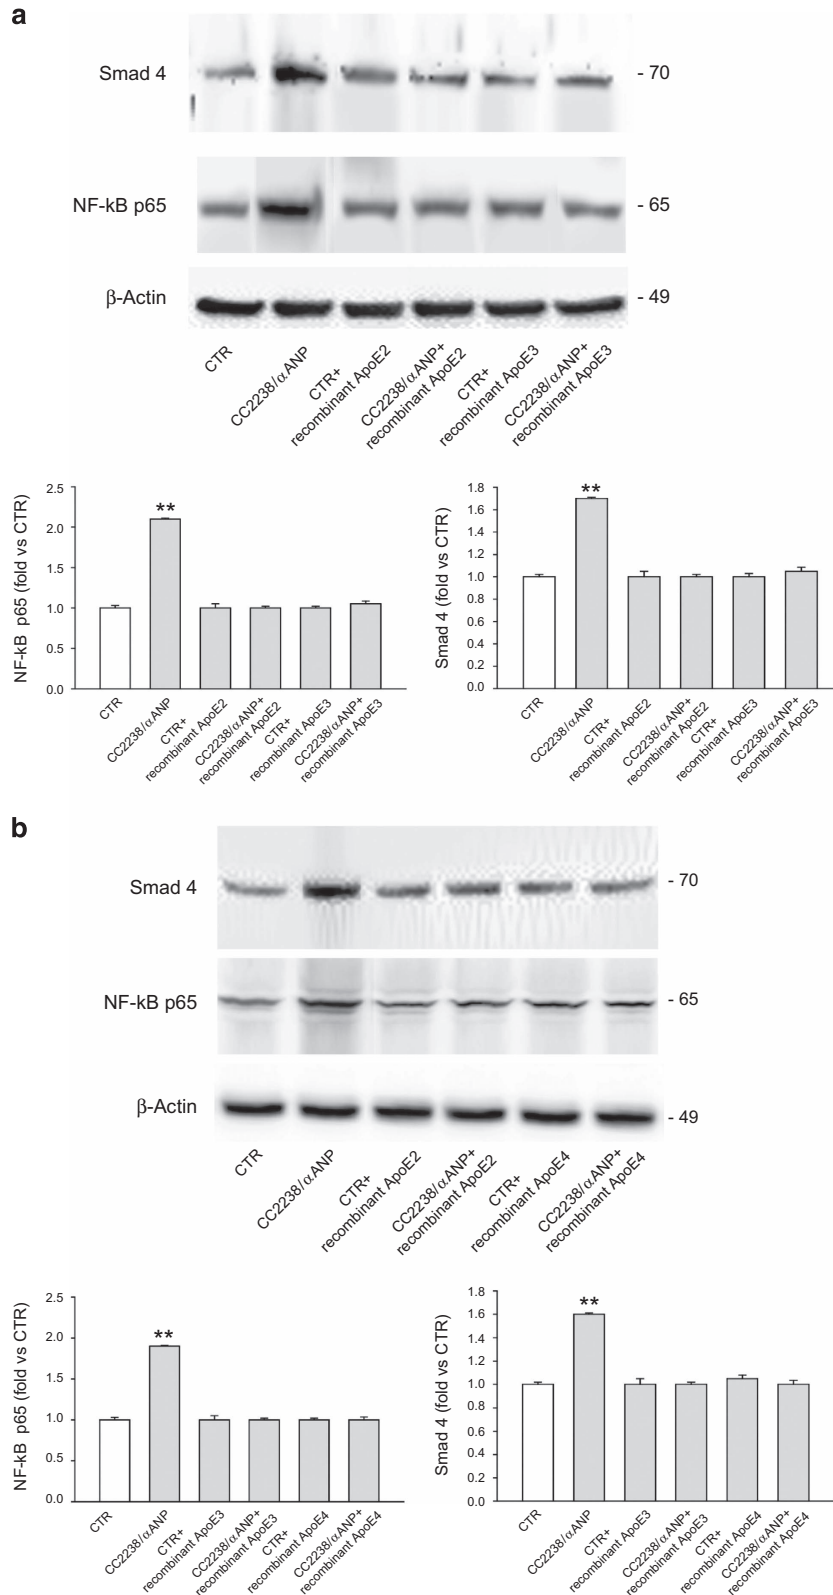 a
Smad 4
- 70
NF-kB p65
- 65
β-Actin
- 49
CTR
CC2238/αANP
CTR+
recombinant ApoE2
CC2238/αANP+
recombinant ApoE2
CTR+
recombinant ApoE3
CC2238/αANP+
recombinant ApoE3
NF-kB p65 (fold vs CTR)
2.5
2.0
1.5
1.0
0.5
0.0
**
CTR
CC2238/αANP
CTR+
recombinant ApoE2
CC2238/αANP+
recombinant ApoE2
CTR+
recombinant ApoE3
CC2238/αANP+
recombinant ApoE3
Smad 4 (fold vs CTR)
1.8
1.6
1.4
1.2
1.0
0.8
0.6
0.4
0.2
0.0
**
CTR
CC2238/αANP
CTR+
recombinant ApoE2
CC2238/αANP+
recombinant ApoE2
CTR+
recombinant ApoE3
CC2238/αANP+
recombinant ApoE3
b
Smad 4
- 70
NF-kB p65
- 65
β-Actin
- 49
CTR
CC2238/αANP
CTR+
recombinant ApoE2
CC2238/αANP+
recombinant ApoE2
CTR+
recombinant ApoE4
CC2238/αANP+
recombinant ApoE4
NF-kB p65 (fold vs CTR)
2.5
2.0
1.5
1.0
0.5
0.0
**
CTR
CC2238/αANP
CTR+
recombinant ApoE3
CC2238/αANP+
recombinant ApoE3
CTR+
recombinant ApoE4
CC2238/αANP+
recombinant ApoE4
Smad 4 (fold vs CTR)
1.8
1.6
1.4
1.2
1.0
0.8
0.6
0.4
0.2
0.0
**
CTR
CC2238/αANP
CTR+
recombinant ApoE3
CC2238/αANP+
recombinant ApoE3
CTR+
recombinant ApoE4
CC2238/αANP+
recombinant ApoE4